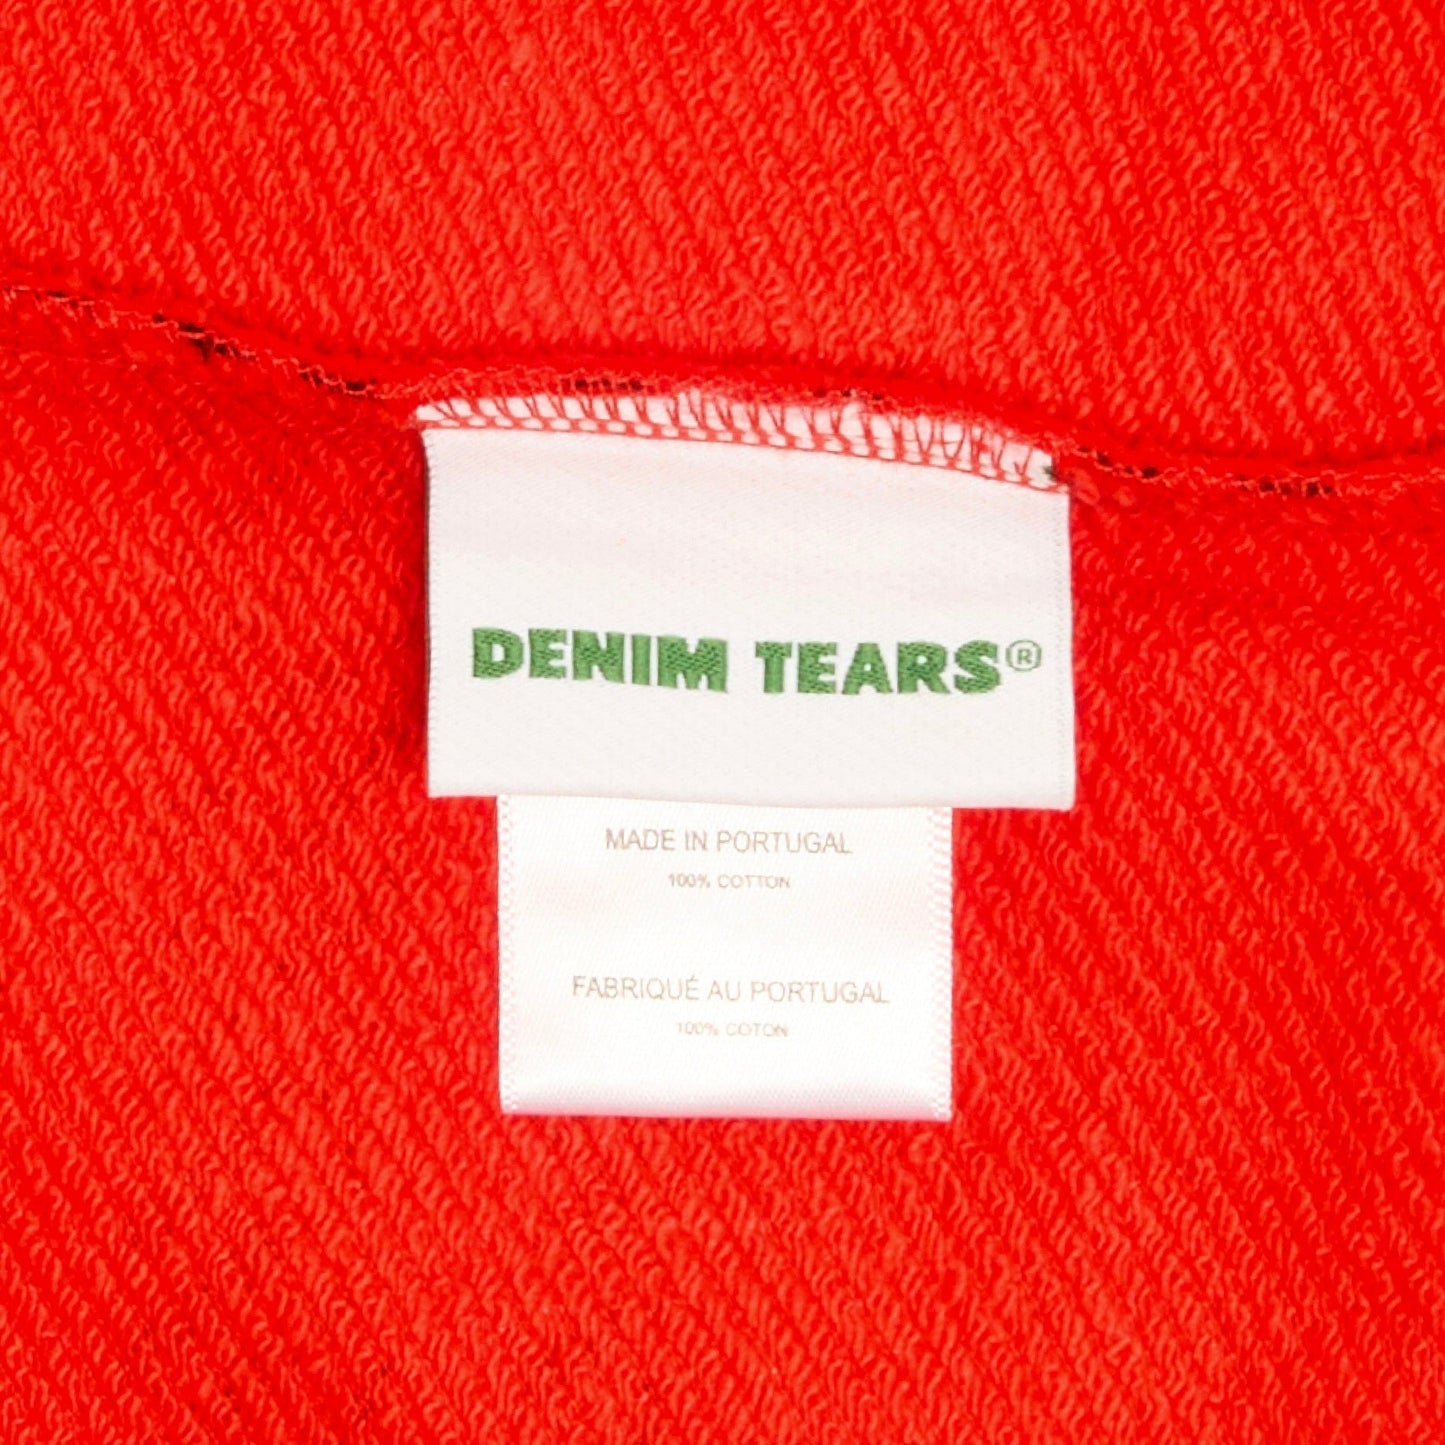 DENIM TEARS®
MADE IN PORTUGAL
100% COTTON
FABRIQUÉ AU PORTUGAL
100% COTON